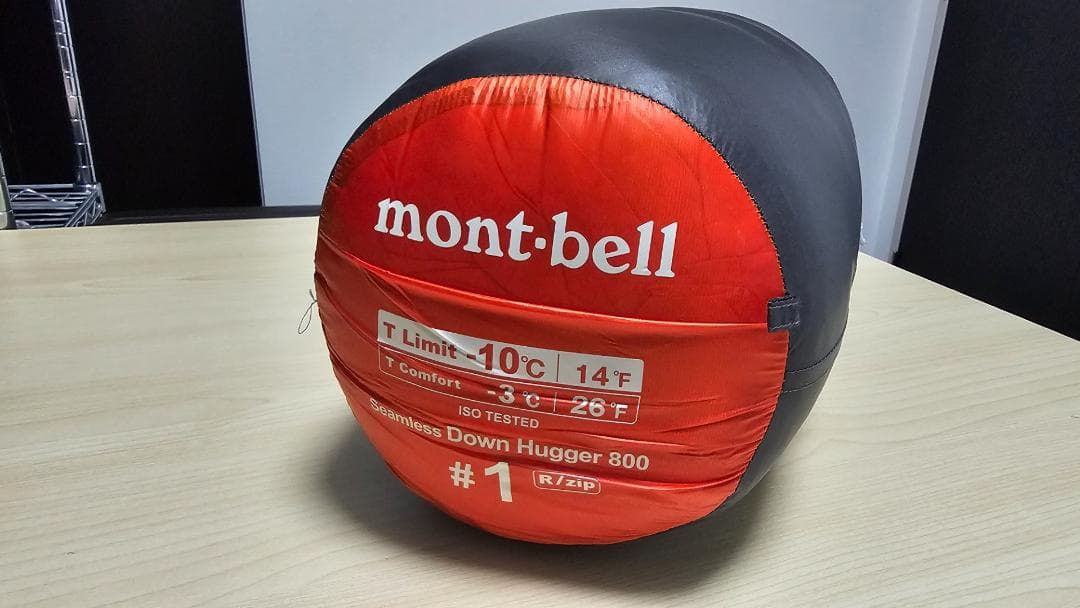 mont·bell
T Limit -10℃ 14°F
T Comfort -3℃ 26°F
ISO TESTED
Seamless Down Hugger 800
#1 R/zip